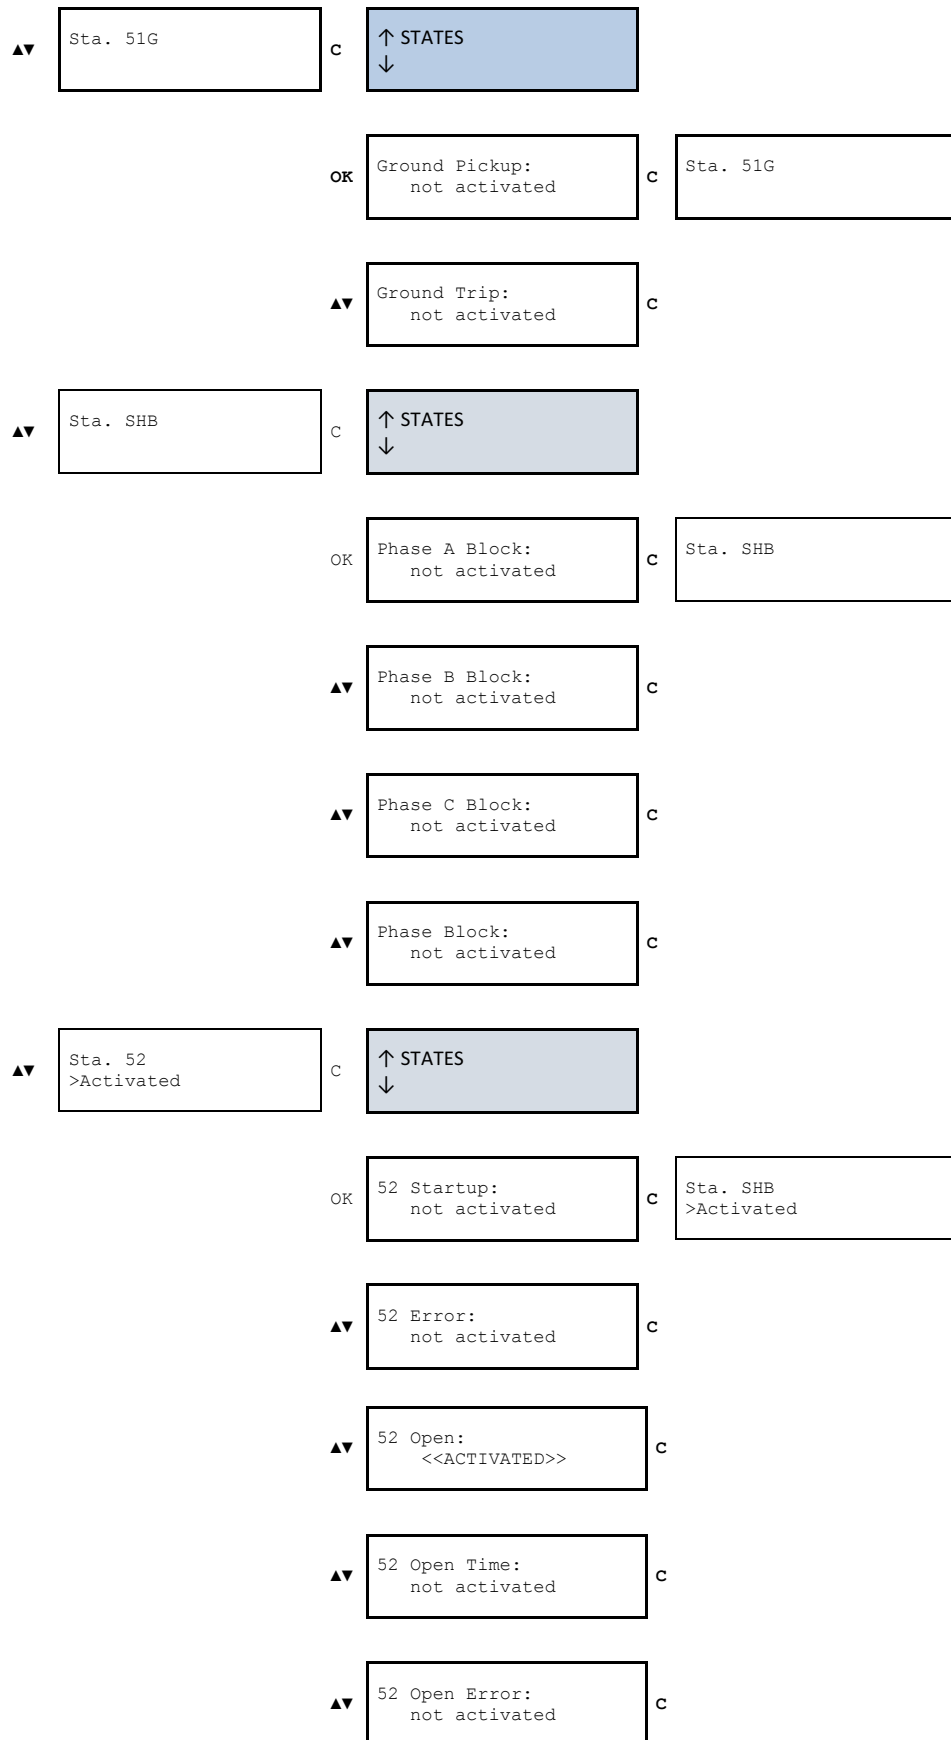 ▲▼ Sta. 51G C ↑ STATES
↓
OK Ground Pickup: C Sta. 51G
not activated
▲▼ Ground Trip: C
not activated
▲▼ Sta. SHB C ↑ STATES
↓
OK Phase A Block: C Sta. SHB
not activated
▲▼ Phase B Block: C
not activated
▲▼ Phase C Block: C
not activated
▲▼ Phase Block: C
not activated
▲▼ Sta. 52 C ↑ STATES
>Activated ↓
OK 52 Startup: C Sta. SHB
not activated >Activated
▲▼ 52 Error: C
not activated
▲▼ 52 Open: C
<<ACTIVATED>>
▲▼ 52 Open Time: C
not activated
▲▼ 52 Open Error: C
not activated